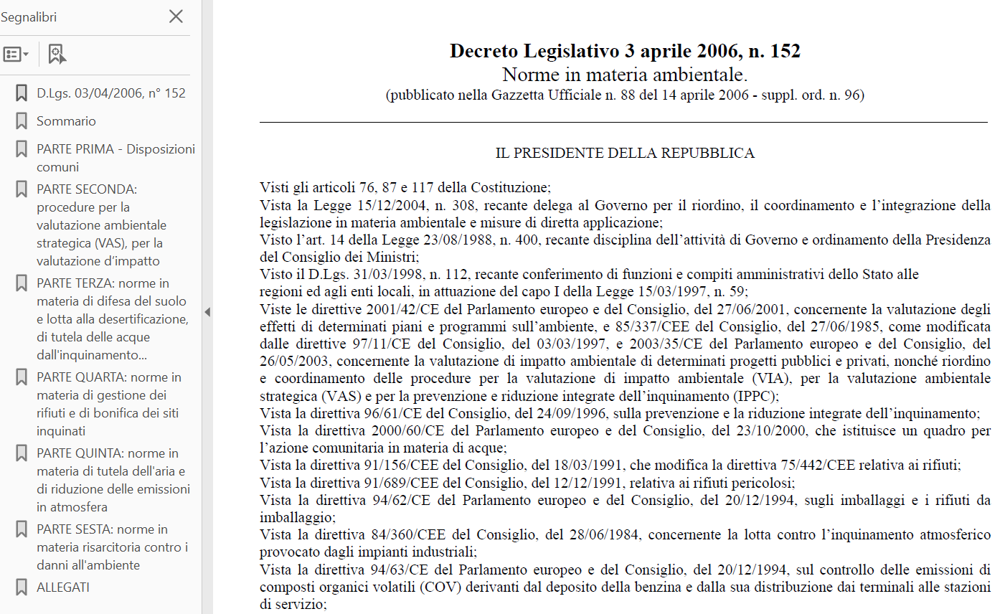 Segnalibri
D.Lgs. 03/04/2006, n° 152
Sommario
PARTE PRIMA - Disposizioni
comuni
PARTE SECONDA:
procedure per la
valutazione ambientale
strategica (VAS), per la
valutazione d'impatto
PARTE TERZA: norme in
materia di difesa del suolo
e lotta alla desertificazione,
di tutela delle acque
dall'inquinamento...
PARTE QUARTA: norme in
materia di gestione dei
rifiuti e di bonifica dei siti
inquinati
PARTE QUINTA: norme in
materia di tutela dell'aria e
di riduzione delle emissioni
in atmosfera
PARTE SESTA: norme in
materia risarcitoria contro i
danni all'ambiente
ALLEGATI
Decreto Legislativo 3 aprile 2006, n. 152
Norme in materia ambientale.
(pubblicato nella Gazzetta Ufficiale n. 88 del 14 aprile 2006 - suppl. ord. n. 96)
IL PRESIDENTE DELLA REPUBBLICA
Visti gli articoli 76, 87 e 117 della Costituzione;
Vista la Legge 15/12/2004, n. 308, recante delega al Governo per il riordino, il coordinamento e l'integrazione della
legislazione in materia ambientale e misure di diretta applicazione;
Visto l'art. 14 della Legge 23/08/1988, n. 400, recante disciplina dell'attività di Governo e ordinamento della Presidenza
del Consiglio dei Ministri;
Visto il D.Lgs. 31/03/1998, n. 112, recante conferimento di funzioni e compiti amministrativi dello Stato alle
regioni ed agli enti locali, in attuazione del capo I della Legge 15/03/1997, n. 59;
Viste le direttive 2001/42/CE del Parlamento europeo e del Consiglio, del 27/06/2001, concernente la valutazione degli
effetti di determinati piani e programmi sull'ambiente, e 85/337/CEE del Consiglio, del 27/06/1985, come modificata
dalle direttive 97/11/CE del Consiglio, del 03/03/1997, e 2003/35/CE del Parlamento europeo e del Consiglio, del
26/05/2003, concernente la valutazione di impatto ambientale di determinati progetti pubblici e privati, nonché riordino
e coordinamento delle procedure per la valutazione di impatto ambientale (VIA), per la valutazione ambientale
strategica (VAS) e per la prevenzione e riduzione integrate dell'inquinamento (IPPC);
Vista la direttiva 96/61/CE del Consiglio, del 24/09/1996, sulla prevenzione e la riduzione integrate dell'inquinamento;
Vista la direttiva 2000/60/CE del Parlamento europeo e del Consiglio, del 23/10/2000, che istituisce un quadro per
l'azione comunitaria in materia di acque;
Vista la direttiva 91/156/CEE del Consiglio, del 18/03/1991, che modifica la direttiva 75/442/CEE relativa ai rifiuti;
Vista la direttiva 91/689/CEE del Consiglio, del 12/12/1991, relativa ai rifiuti pericolosi;
Vista la direttiva 94/62/CE del Parlamento europeo e del Consiglio, del 20/12/1994, sugli imballaggi e i rifiuti da
imballaggio;
Vista la direttiva 84/360/CEE del Consiglio, del 28/06/1984, concernente la lotta contro l'inquinamento atmosferico
provocato dagli impianti industriali;
Vista la direttiva 94/63/CE del Parlamento europeo e del Consiglio, del 20/12/1994, sul controllo delle emissioni di
composti organici volatili (COV) derivanti dal deposito della benzina e dalla sua distribuzione dai terminali alle stazioni
di servizio;